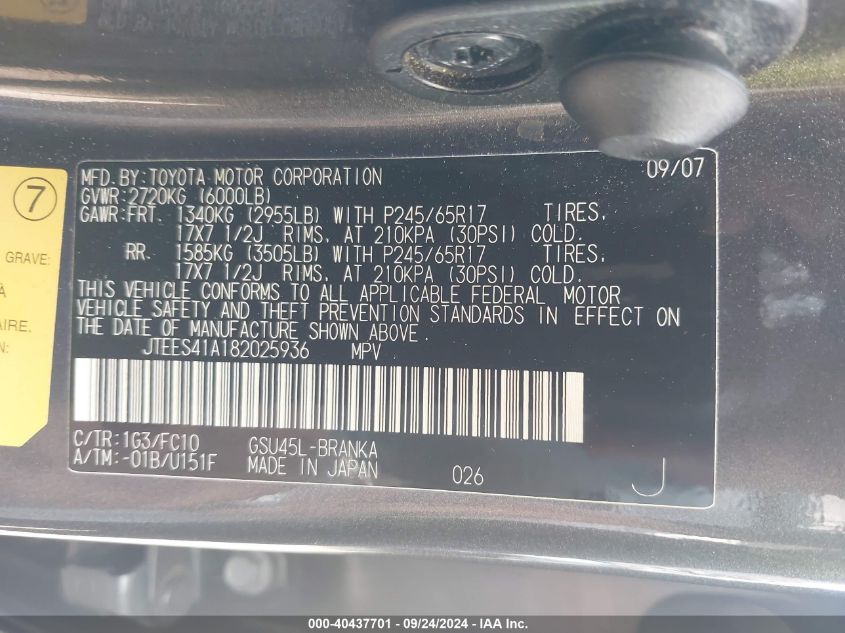 MFD.BY:TOYOTA MOTOR CORPORATION 09/07
GVWR:2720KG (6000LB)
GAWR:FRT. 1340KG (2955LB) WITH P245/65R17 TIRES,
17X7 1/2J RIMS, AT 210KPA (30PSI) COLD.
RR. 1585KG (3505LB) WITH P245/65R17 TIRES,
17X7 1/2J RIMS, AT 210KPA (30PSI) COLD.
THIS VEHICLE CONFORMS TO ALL APPLICABLE FEDERAL MOTOR
VEHICLE SAFETY AND THEFT PREVENTION STANDARDS IN EFFECT ON
THE DATE OF MANUFACTURE SHOWN ABOVE.
JTEES41A182025936 MPV
C/TR:1G3/FC10 GSU45L-BRANKA
A/TM:-01B/U151F MADE IN JAPAN 026 J
7
GRAVE:
A
AIRE,
EN
000-40437701 - 09/24/2024 - IAA Inc.